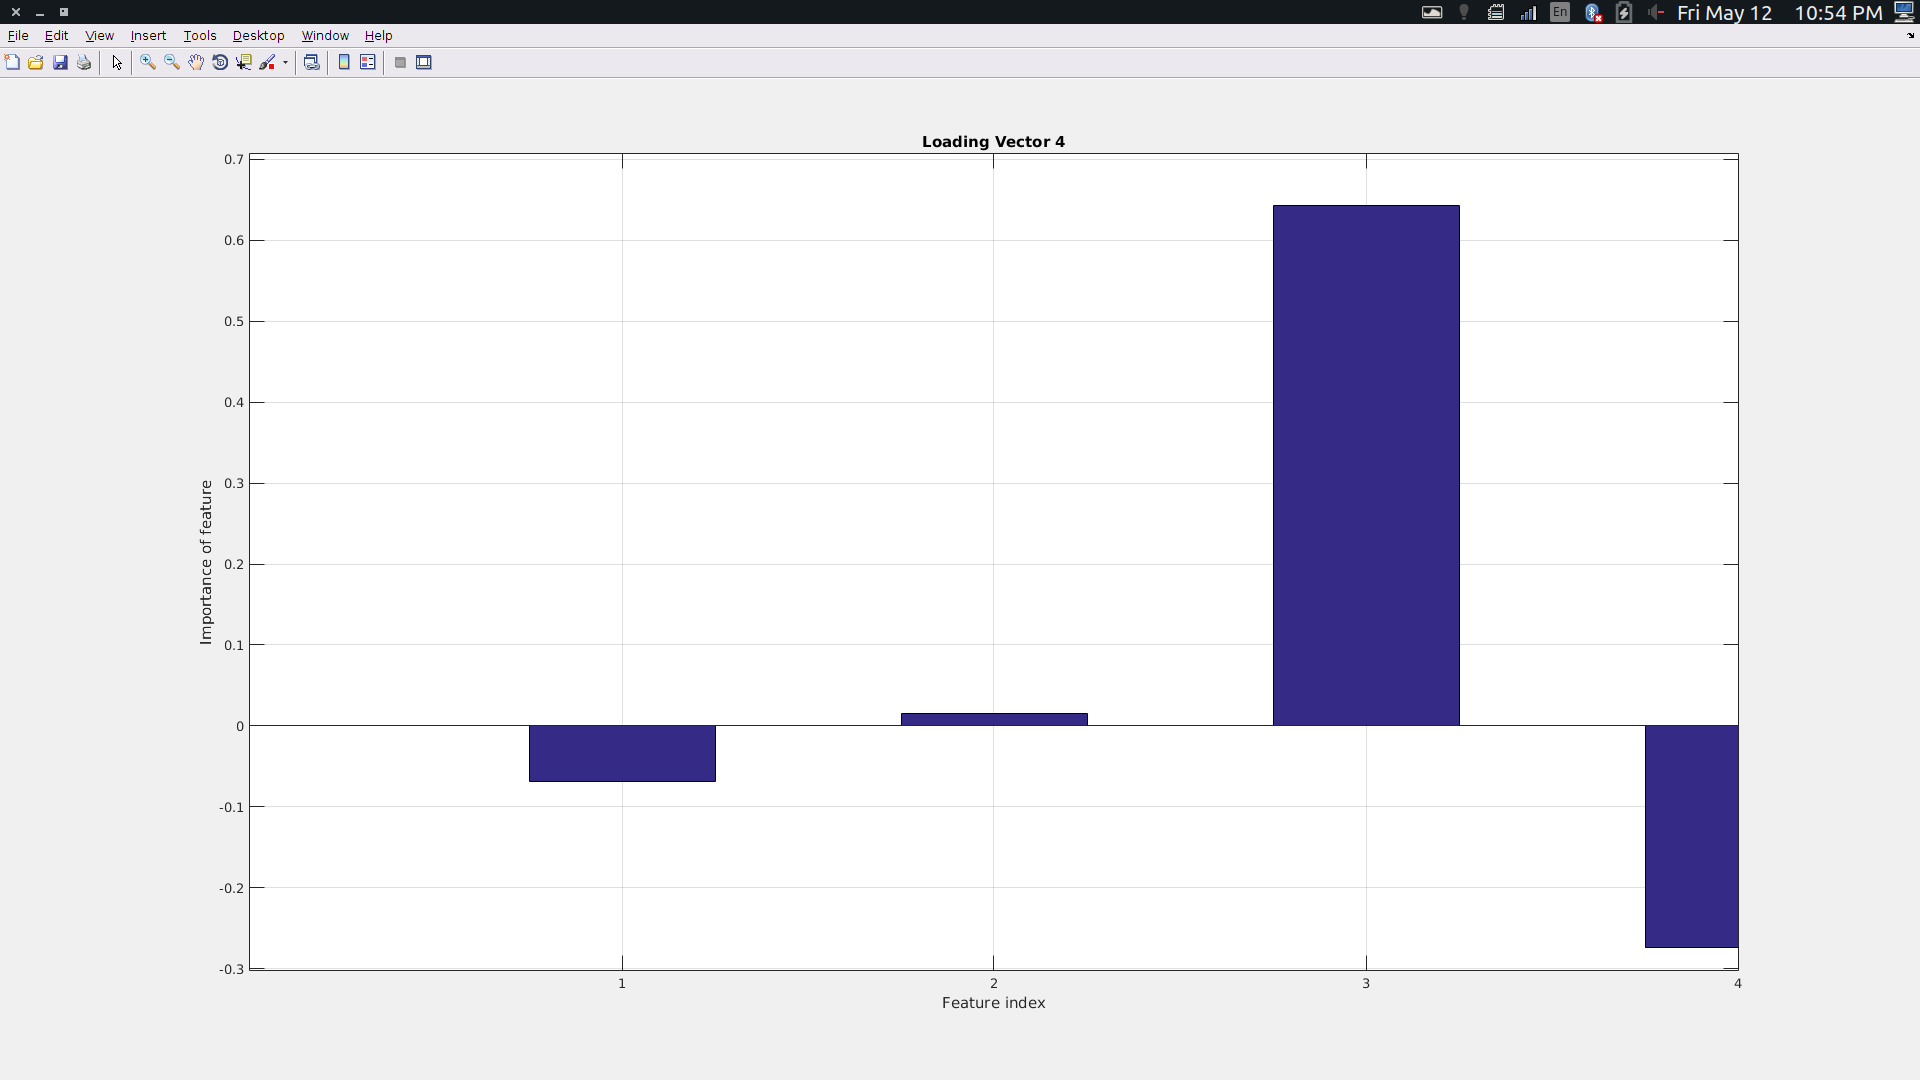 En Fri May 12 10:54 PM
File Edit View Insert Tools Desktop Window Help
Loading Vector 4
0.7
0.6
0.5
0.4
0.3
0.2
0.1
0
-0.1
-0.2
-0.3
Importance of feature
1 2 3 4
Feature index